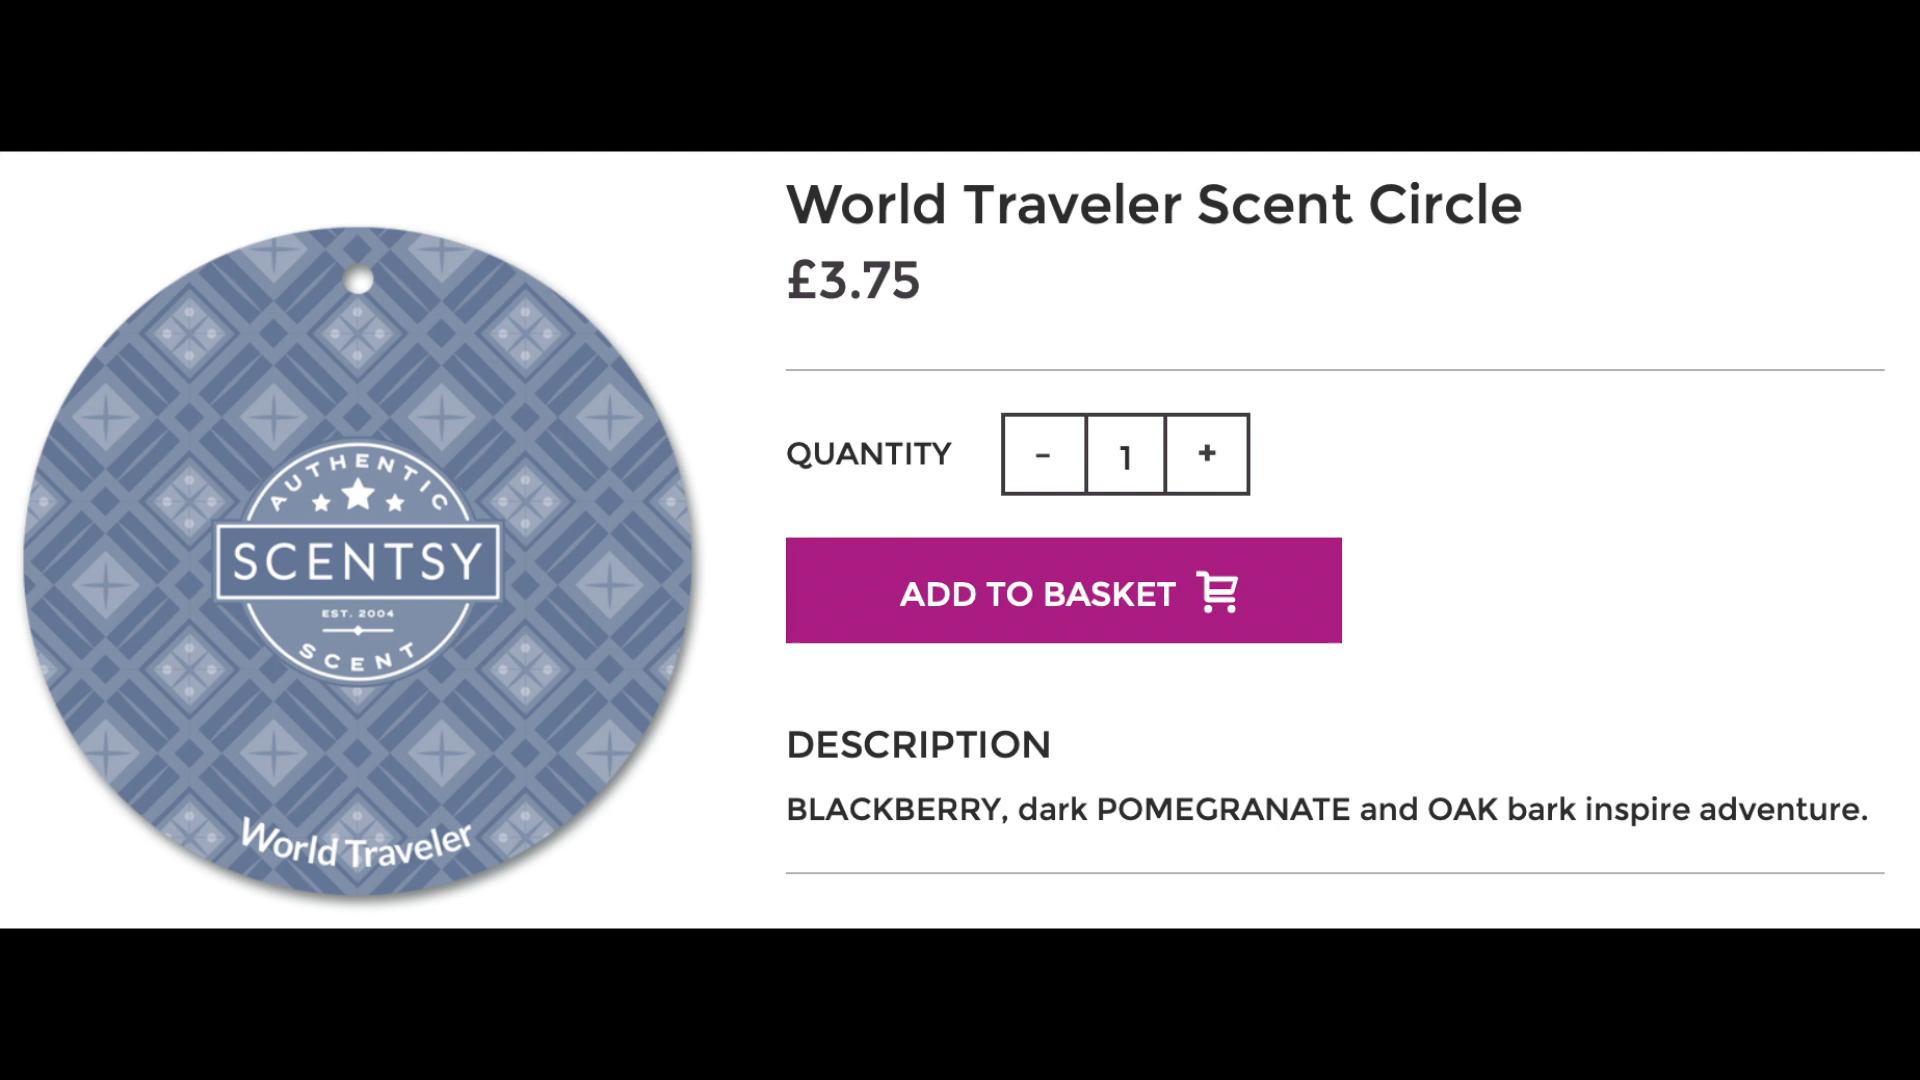 World Traveler Scent Circle
£3.75
QUANTITY - 1 +
ADD TO BASKET
DESCRIPTION
BLACKBERRY, dark POMEGRANATE and OAK bark inspire adventure.
AUTHENTIC
SCENTSY
EST. 2004
SCENT
World Traveler